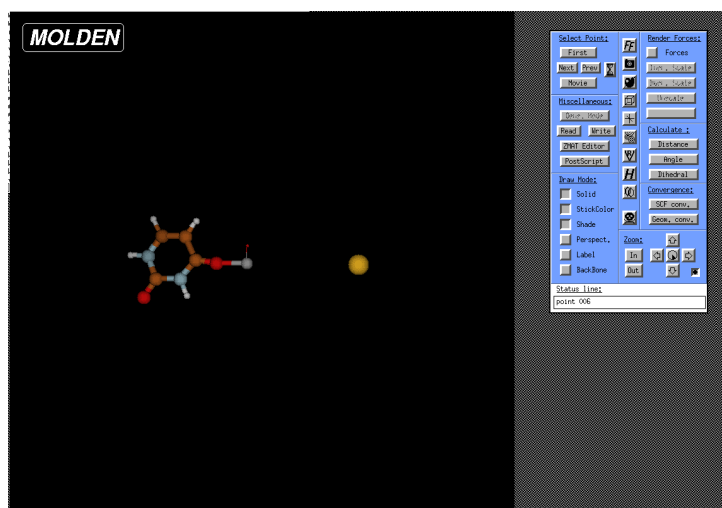 MOLDEN
Select Point:
First
Next Prev
Movie
Miscellaneous:
Read Write
ZMAT Editor
PostScript
Draw Mode:
Solid
StickColor
Shade
Perspect.
Label
BackBone
FF
H
Render Forces:
Forces
Calculate :
Distance
Angle
Dihedral
Convergence:
SCF conv.
Geom. conv.
Zoom:
In
Out
Status line:
point 006